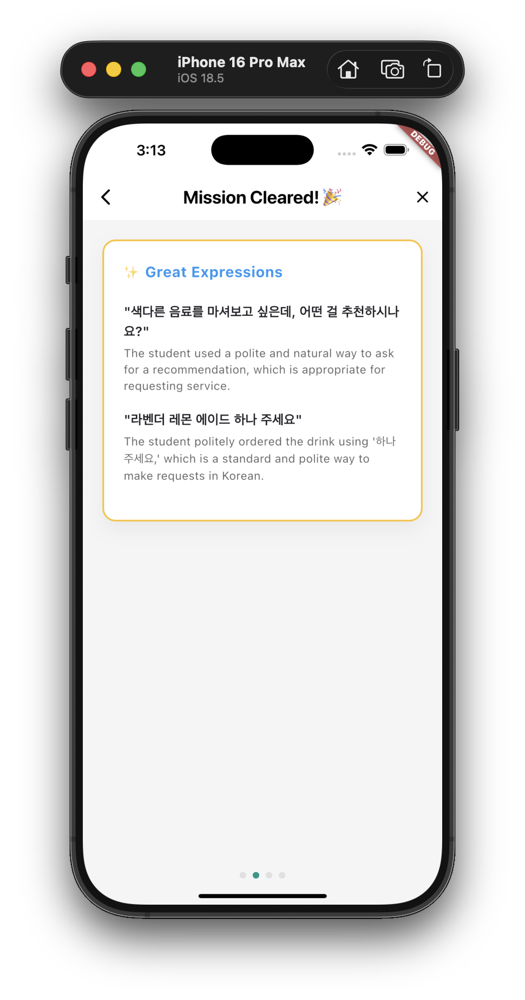 iPhone 16 Pro Max
iOS 18.5
3:13
DEBUG
Mission Cleared! 🎉
✨ Great Expressions
"색다른 음료를 마셔보고 싶은데, 어떤 걸 추천하시나
요?"
The student used a polite and natural way to ask
for a recommendation, which is appropriate for
requesting service.
"라벤더 레몬 에이드 하나 주세요"
The student politely ordered the drink using '하나
주세요,' which is a standard and polite way to
make requests in Korean.